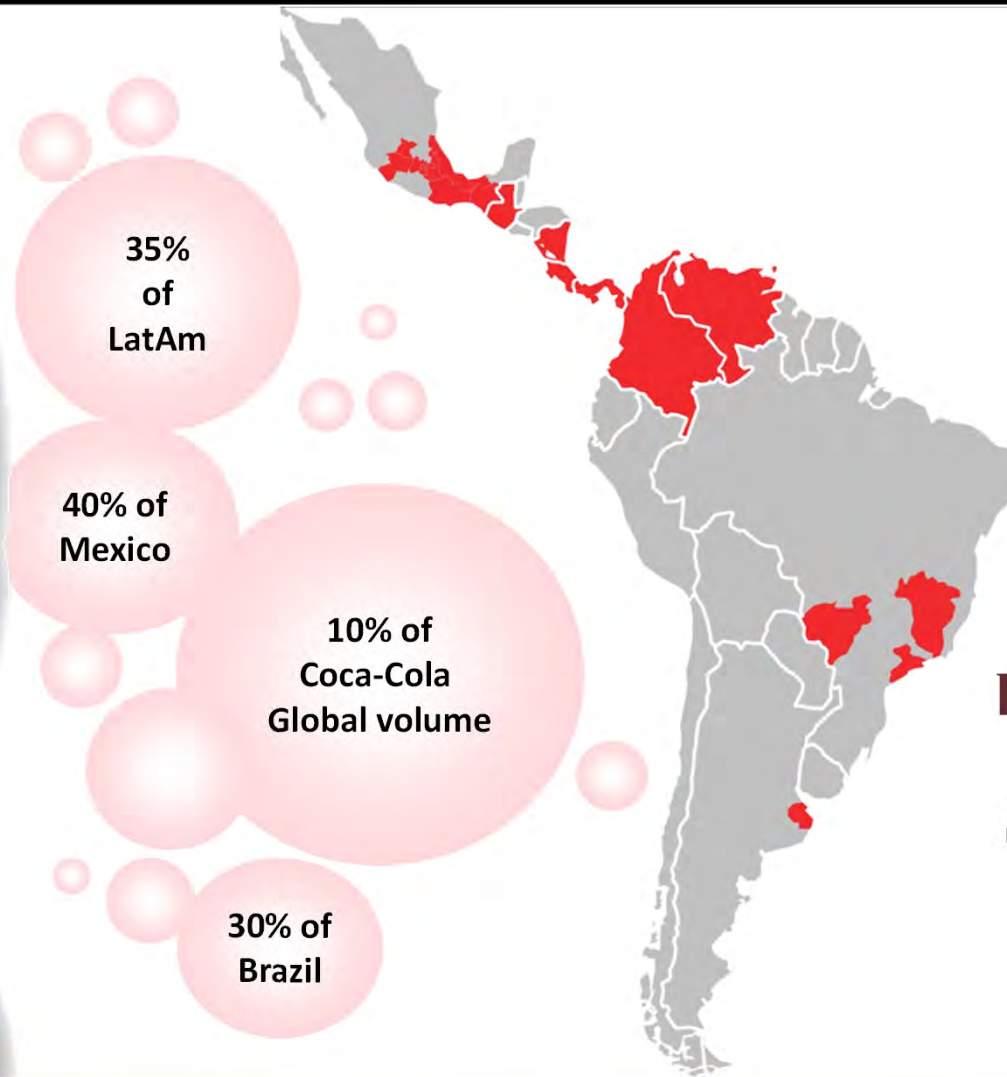 35%
of
LatAm
40% of
Mexico
10% of
Coca-Cola
Global volume
30% of
Brazil